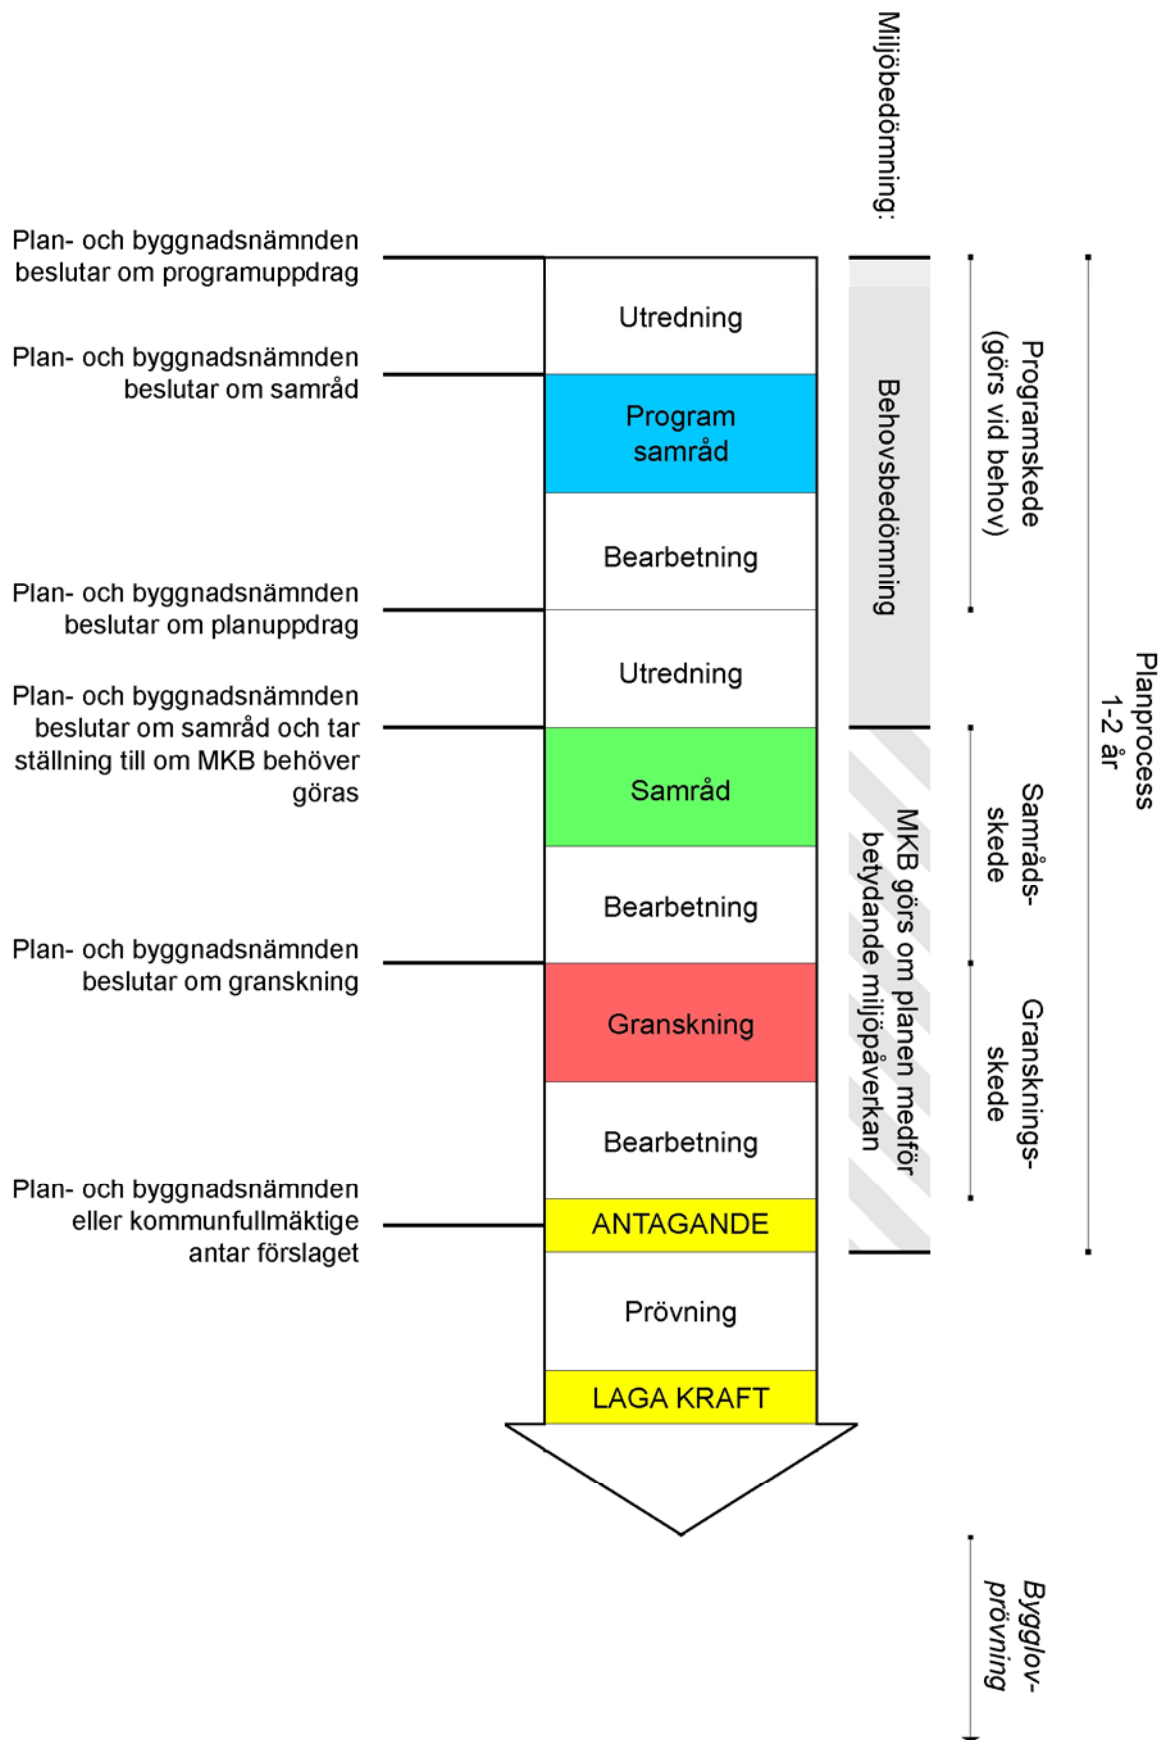 Miljöbedömning:
Plan- och byggnadsnämnden
beslutar om programuppdrag
Plan- och byggnadsnämnden
beslutar om samråd
Plan- och byggnadsnämnden
beslutar om planuppdrag
Plan- och byggnadsnämnden
beslutar om samråd och tar
ställning till om MKB behöver
göras
Plan- och byggnadsnämnden
beslutar om granskning
Plan- och byggnadsnämnden
eller kommunfullmäktige
antar förslaget
Utredning
Program
samråd
Bearbetning
Utredning
Samråd
Bearbetning
Granskning
Bearbetning
ANTAGANDE
Prövning
LAGA KRAFT
Behovsbedömning
MKB görs om planen medför
betydande miljöpåverkan
Programskede
(görs vid behov)
Samråds-
skede
Gransknings-
skede
Planprocess
1-2 år
Bygglov-
prövning